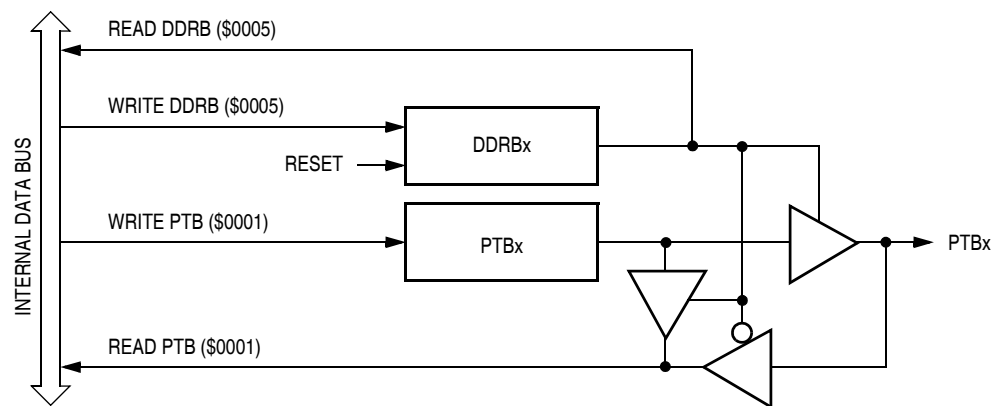 READ DDRB ($0005)
WRITE DDRB ($0005)
DDRBx
RESET
INTERNAL DATA BUS
WRITE PTB ($0001)
PTBx
PTBx
READ PTB ($0001)